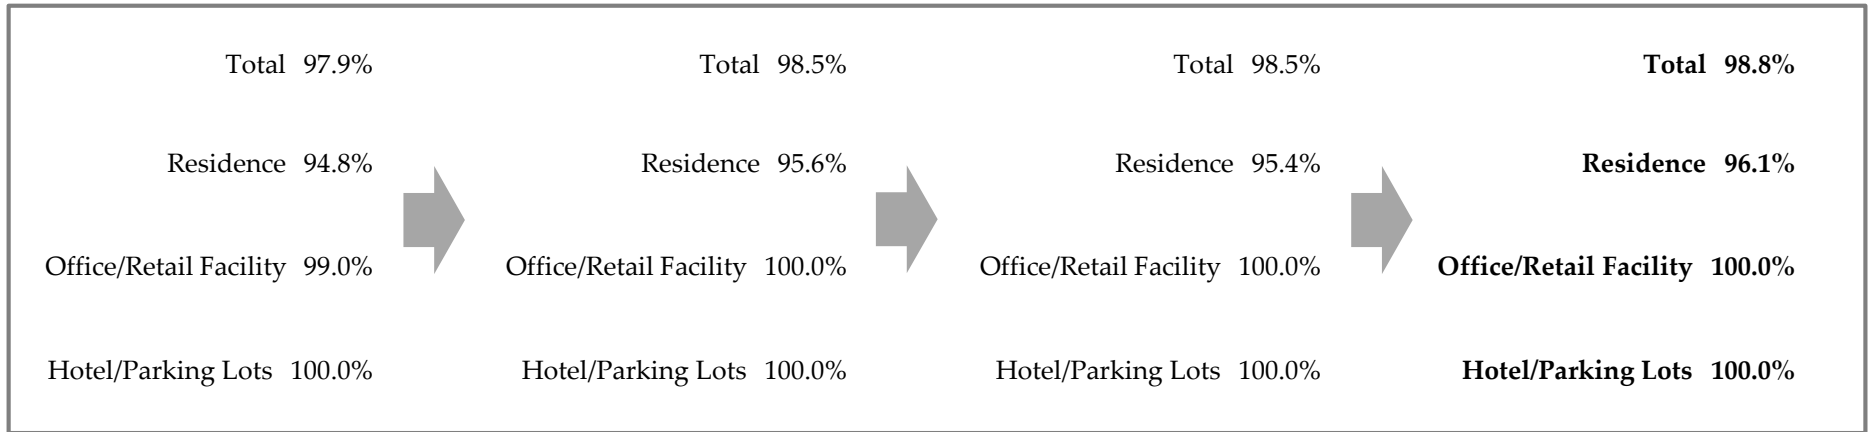 Total 97.9%
Residence 94.8%
Office/Retail Facility 99.0%
Hotel/Parking Lots 100.0%
Total 98.5%
Residence 95.6%
Office/Retail Facility 100.0%
Hotel/Parking Lots 100.0%
Total 98.5%
Residence 95.4%
Office/Retail Facility 100.0%
Hotel/Parking Lots 100.0%
Total 98.8%
Residence 96.1%
Office/Retail Facility 100.0%
Hotel/Parking Lots 100.0%